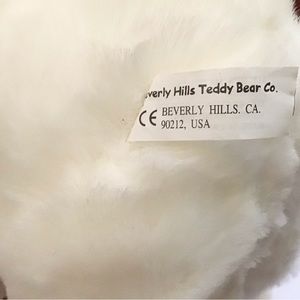 everly Hills Teddy Bear Co.
CE BEVERLY HILLS. CA.
90212, USA